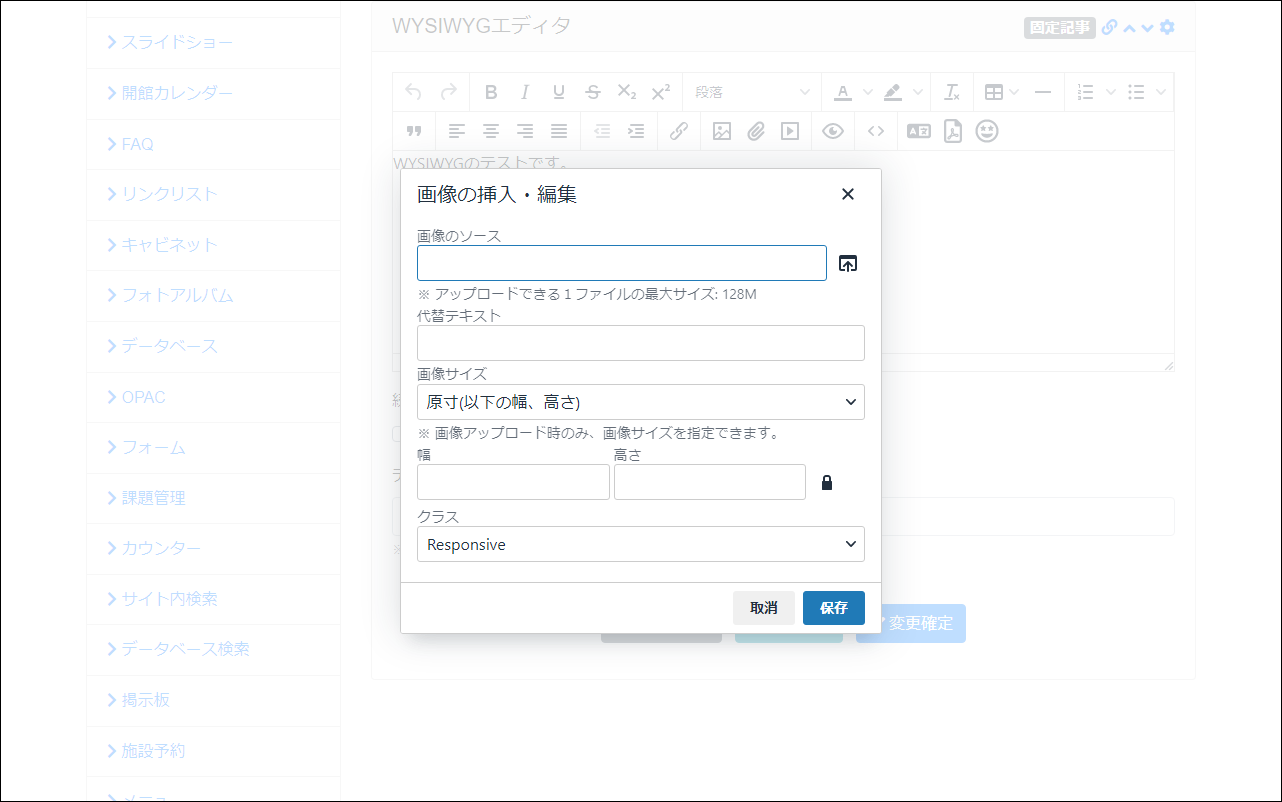 スライドショー
開館カレンダー
FAQ
リンクリスト
キャビネット
フォトアルバム
データベース
OPAC
フォーム
課題管理
カウンター
サイト内検索
データベース検索
掲示板
施設予約
WYSIWYGエディタ
固定記事
段落
WYSIWYGのテストです。
画像の挿入・編集
画像のソース
※ アップロードできる１ファイルの最大サイズ: 128M
代替テキスト
画像サイズ
原寸(以下の幅、高さ)
※ 画像アップロード時のみ、画像サイズを指定できます。
幅 高さ
クラス
Responsive
取消 保存
変更確定